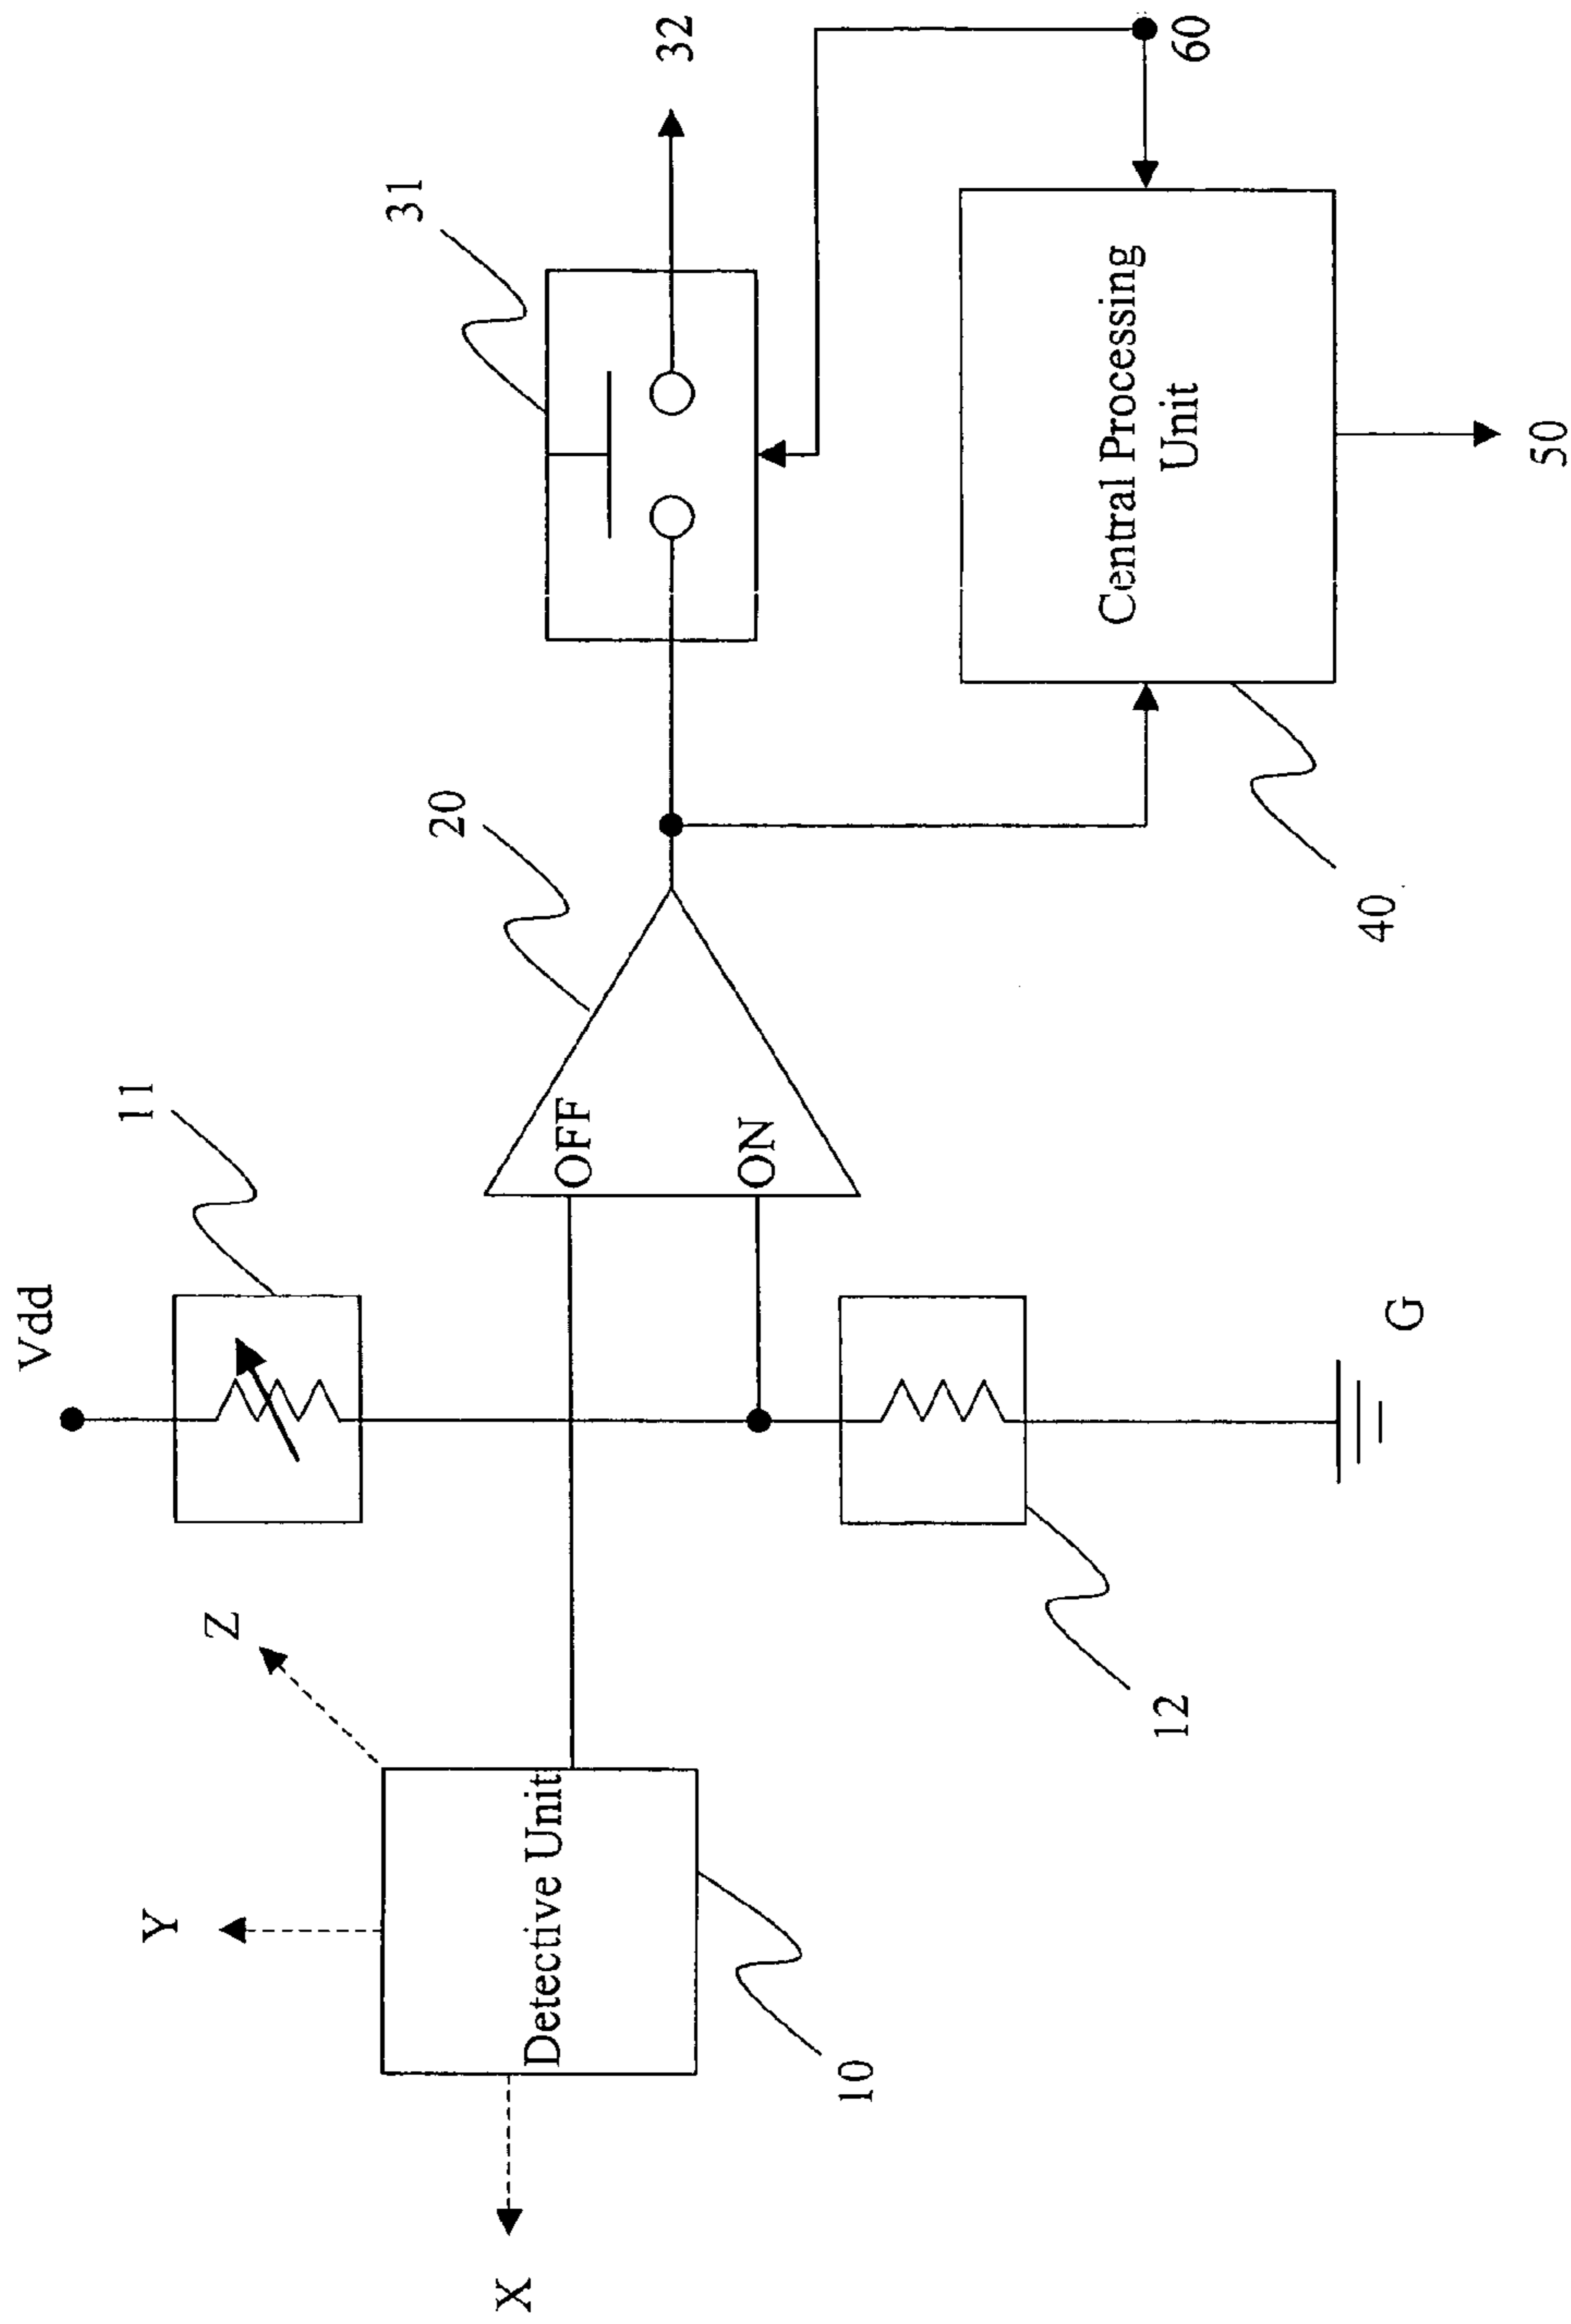 Vdd
11
20
31
32
OFF
ON
Z
Y
X
Detective Unit
10
12
G
40
Central Processing
Unit
60
50